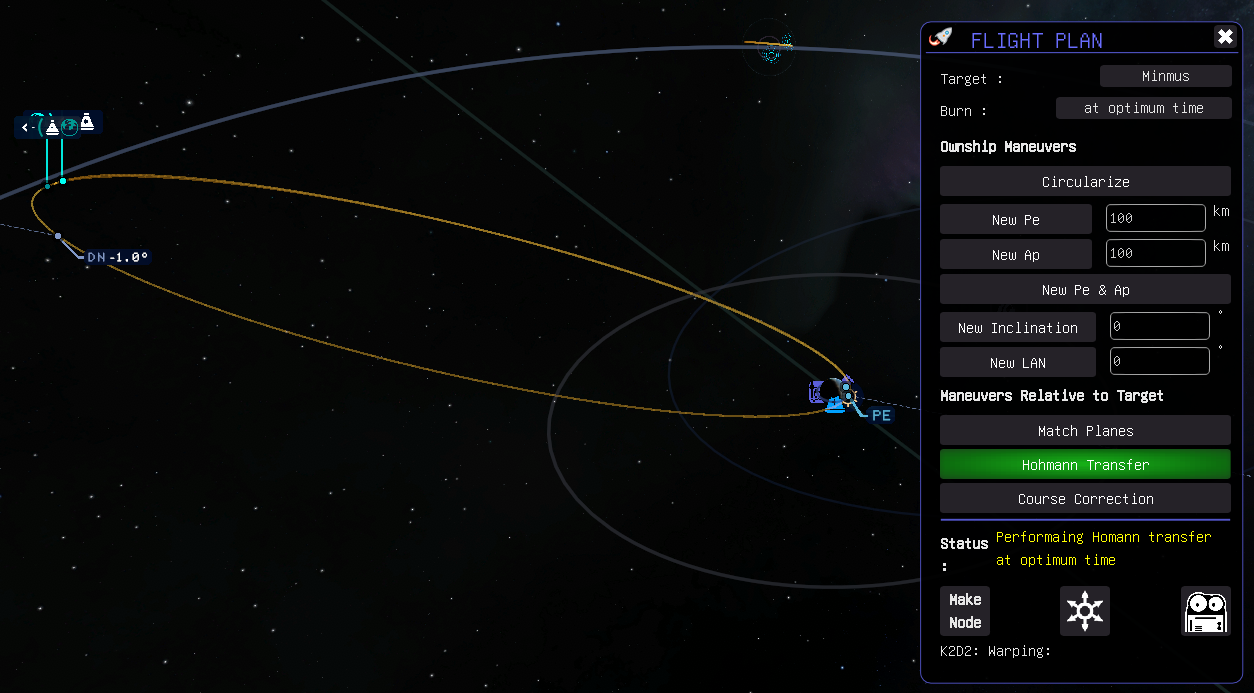 FLIGHT PLAN
Target : Minmus
Burn : at optimum time
Ownship Maneuvers
Circularize
New Pe 100 km
New Ap 100 km
New Pe & Ap
New Inclination 0 °
New LAN 0 °
Maneuvers Relative to Target
Match Planes
Hohmann Transfer
Course Correction
Status : Performaing Homann transfer
at optimum time
Make
Node
K2D2: Warping:
DN -1.0°
PE